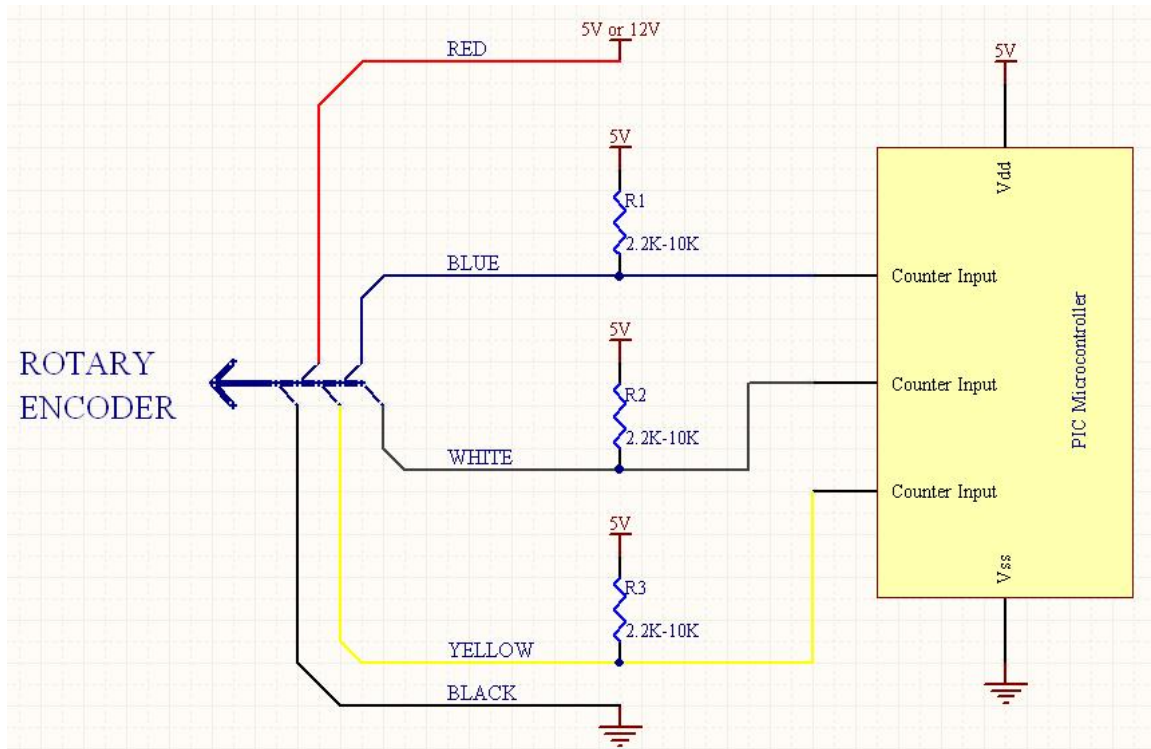 5V or 12V
RED
5V
5V
R1
2.2K-10K
Vdd
BLUE
Counter Input
ROTARY
ENCODER
5V
R2
2.2K-10K
Counter Input
PIC Microcontroller
WHITE
Counter Input
5V
R3
2.2K-10K
Vss
YELLOW
BLACK